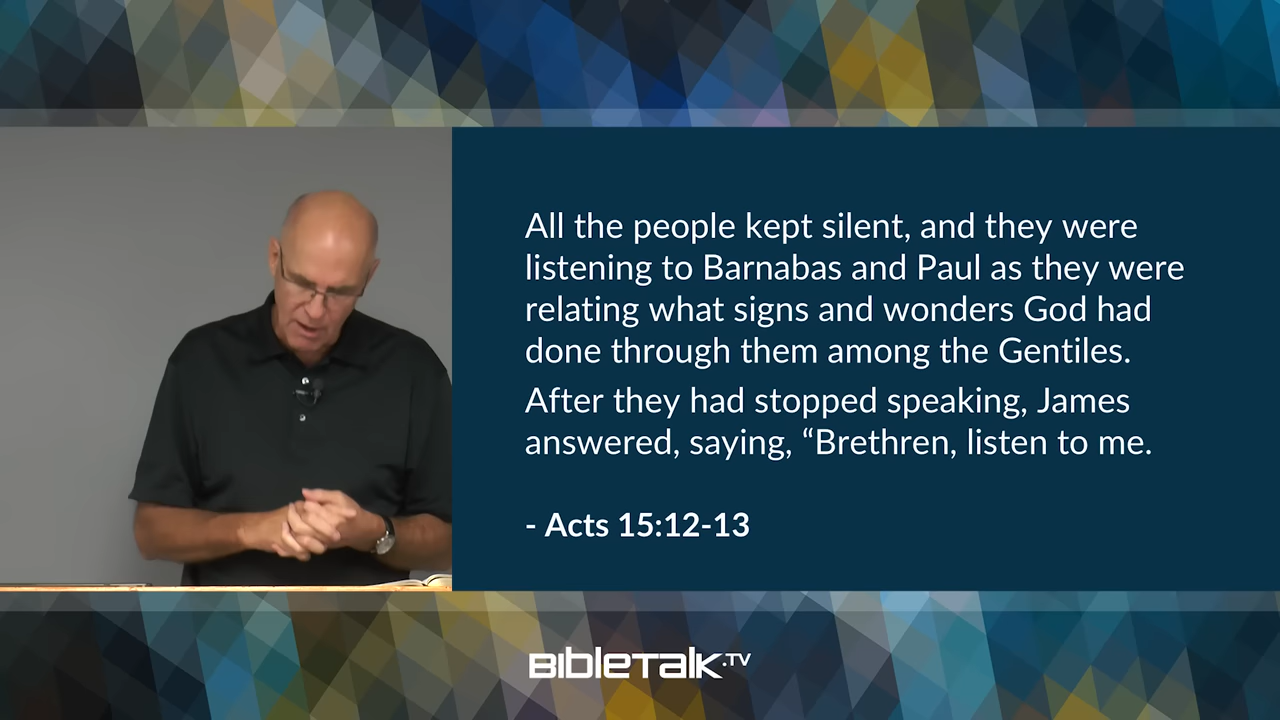 All the people kept silent, and they were
listening to Barnabas and Paul as they were
relating what signs and wonders God had
done through them among the Gentiles.
After they had stopped speaking, James
answered, saying, “Brethren, listen to me.
- Acts 15:12-13
BIBLETALK.TV